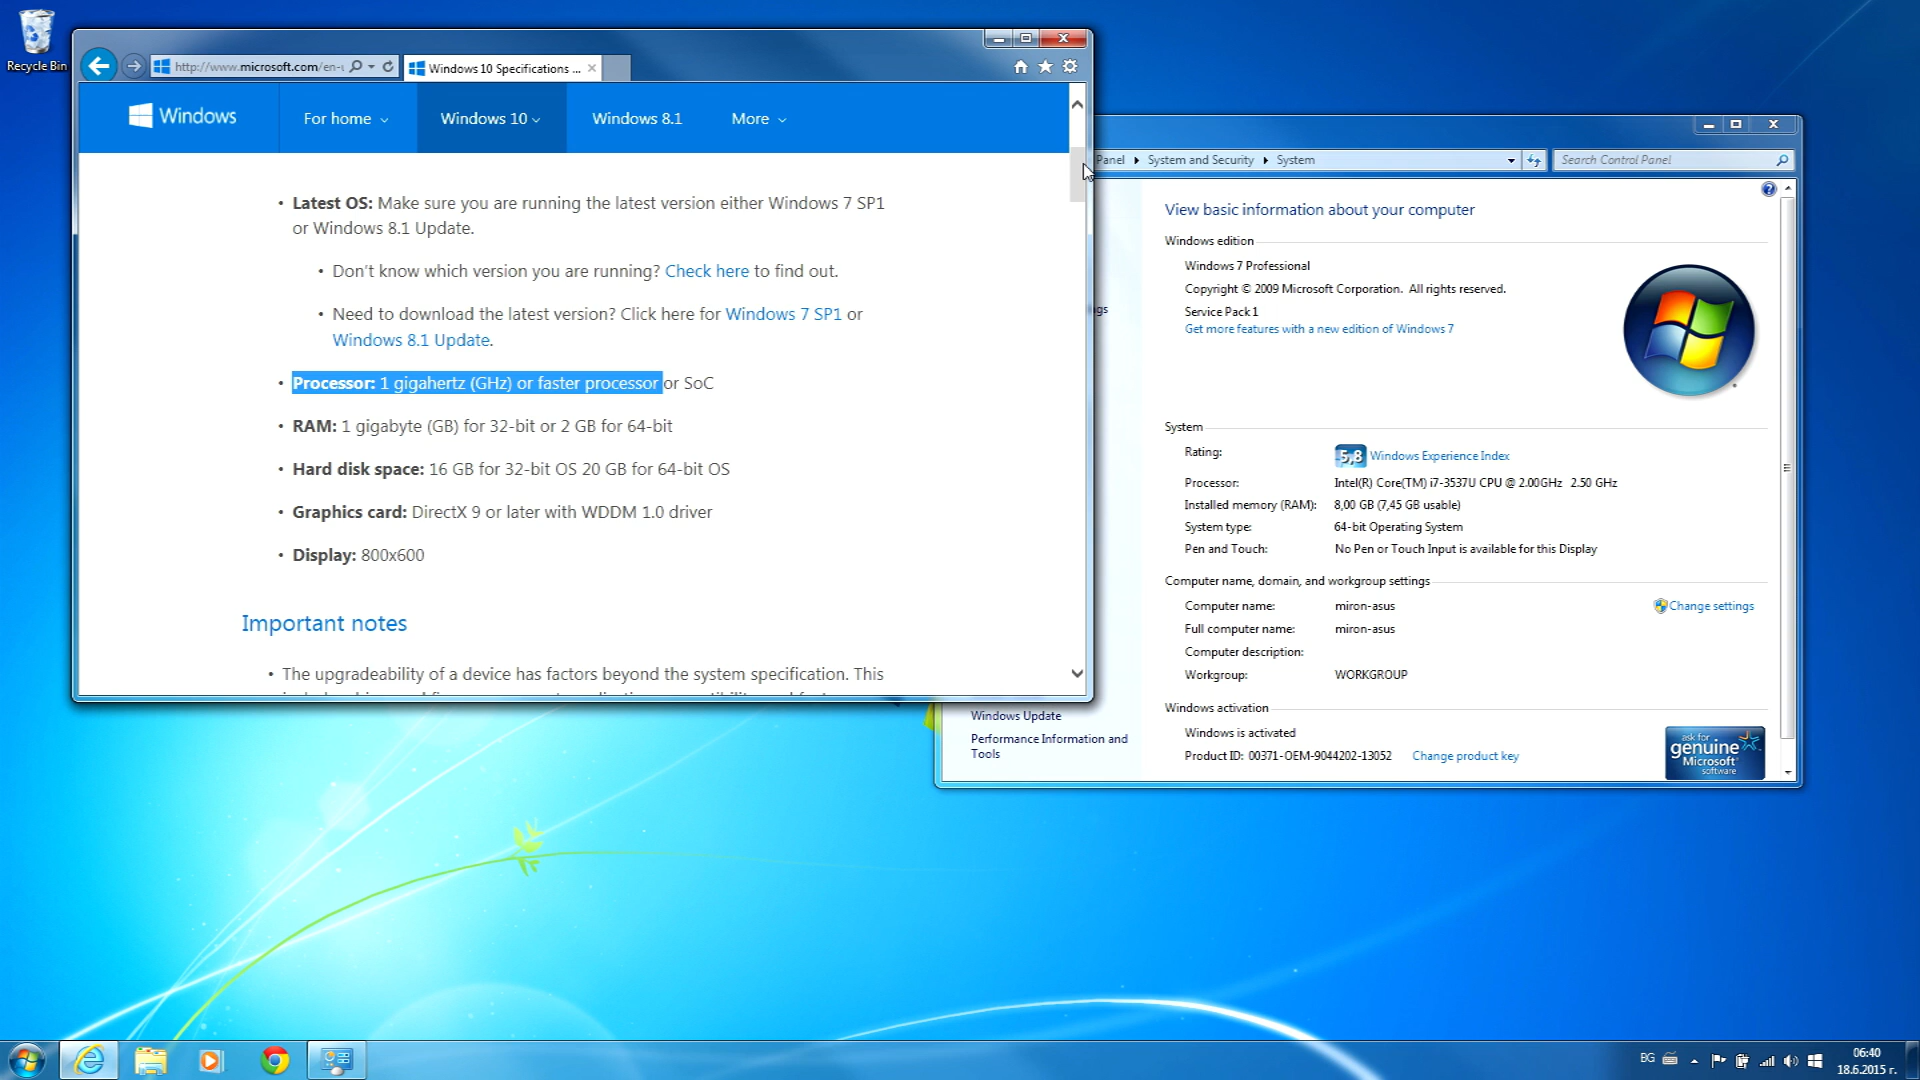 Recycle Bin
http://www.microsoft.com/en-u
Windows 10 Specifications ...
Windows
For home
Windows 10
Windows 8.1
More
• Latest OS: Make sure you are running the latest version either Windows 7 SP1
or Windows 8.1 Update.
• Don't know which version you are running? Check here to find out.
• Need to download the latest version? Click here for Windows 7 SP1 or
Windows 8.1 Update.
• Processor: 1 gigahertz (GHz) or faster processor or SoC
• RAM: 1 gigabyte (GB) for 32-bit or 2 GB for 64-bit
• Hard disk space: 16 GB for 32-bit OS 20 GB for 64-bit OS
• Graphics card: DirectX 9 or later with WDDM 1.0 driver
• Display: 800x600
Important notes
• The upgradeability of a device has factors beyond the system specification. This
Panel
System and Security
System
Search Control Panel
View basic information about your computer
Windows edition
Windows 7 Professional
Copyright © 2009 Microsoft Corporation. All rights reserved.
Service Pack 1
Get more features with a new edition of Windows 7
System
Rating:
5,8 Windows Experience Index
Processor:
Intel(R) Core(TM) i7-3537U CPU @ 2.00GHz 2.50 GHz
Installed memory (RAM):
8,00 GB (7,45 GB usable)
System type:
64-bit Operating System
Pen and Touch:
No Pen or Touch Input is available for this Display
Computer name, domain, and workgroup settings
Computer name:
miron-asus
Change settings
Full computer name:
miron-asus
Computer description:
Workgroup:
WORKGROUP
Windows activation
Windows is activated
Product ID: 00371-OEM-9044202-13052
Change product key
ask for
genuine
Microsoft
software
Windows Update
Performance Information and
Tools
BG
06:40
18.6.2015 г.